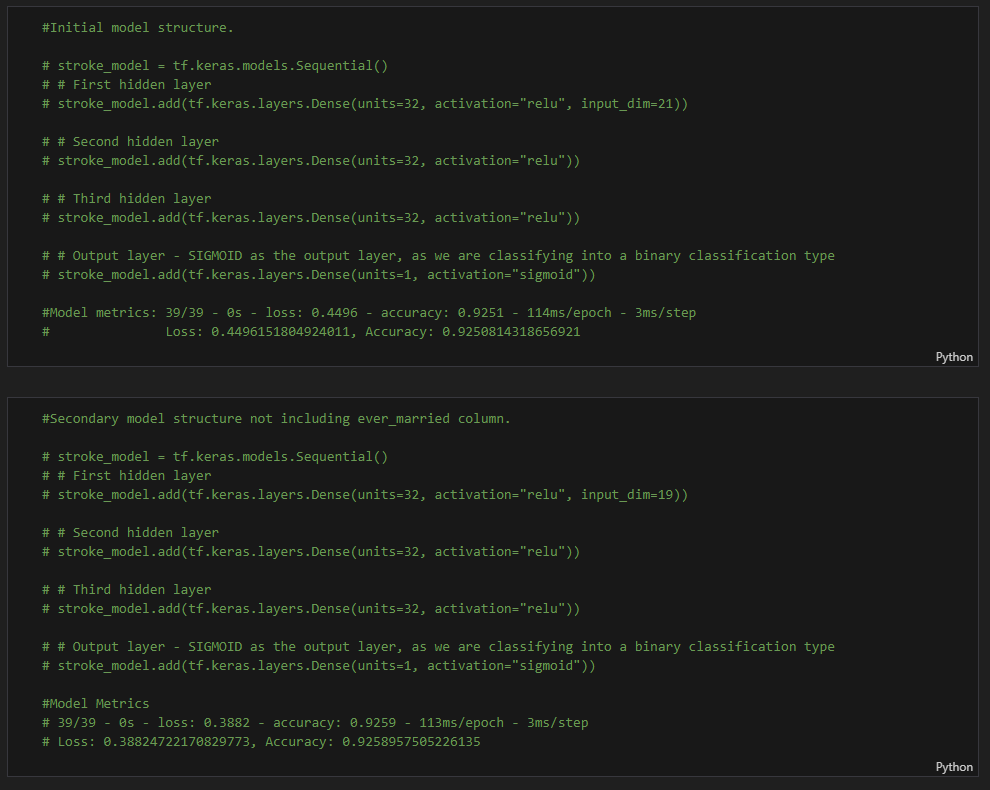 #Initial model structure.
# stroke_model = tf.keras.models.Sequential()
# # First hidden layer
# stroke_model.add(tf.keras.layers.Dense(units=32, activation="relu", input_dim=21))
# # Second hidden layer
# stroke_model.add(tf.keras.layers.Dense(units=32, activation="relu"))
# # Third hidden layer
# stroke_model.add(tf.keras.layers.Dense(units=32, activation="relu"))
# # Output layer - SIGMOID as the output layer, as we are classifying into a binary classification type
# stroke_model.add(tf.keras.layers.Dense(units=1, activation="sigmoid"))
#Model metrics: 39/39 - 0s - loss: 0.4496 - accuracy: 0.9251 - 114ms/epoch - 3ms/step
#               Loss: 0.4496151804924011, Accuracy: 0.9250814318656921
Python
#Secondary model structure not including ever_married column.
# stroke_model = tf.keras.models.Sequential()
# # First hidden layer
# stroke_model.add(tf.keras.layers.Dense(units=32, activation="relu", input_dim=19))
# # Second hidden layer
# stroke_model.add(tf.keras.layers.Dense(units=32, activation="relu"))
# # Third hidden layer
# stroke_model.add(tf.keras.layers.Dense(units=32, activation="relu"))
# # Output layer - SIGMOID as the output layer, as we are classifying into a binary classification type
# stroke_model.add(tf.keras.layers.Dense(units=1, activation="sigmoid"))
#Model Metrics
# 39/39 - 0s - loss: 0.3882 - accuracy: 0.9259 - 113ms/epoch - 3ms/step
# Loss: 0.38824722170829773, Accuracy: 0.9258957505226135
Python